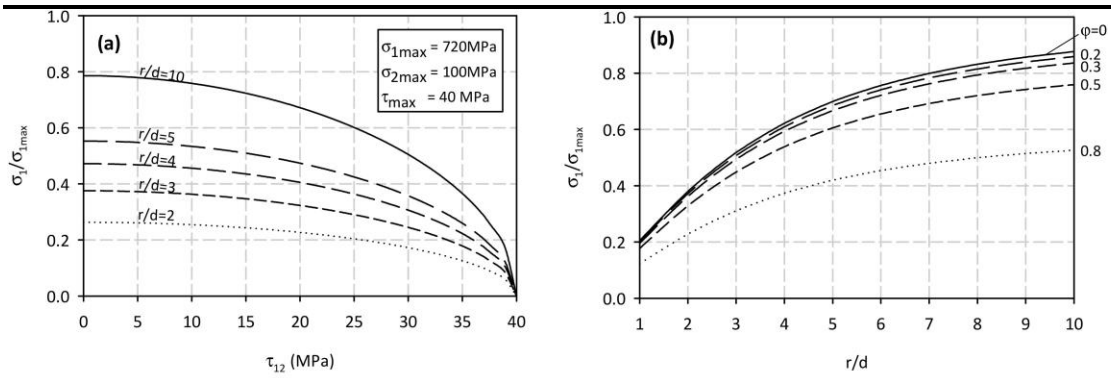 (a)
σ1max = 720MPa
σ2max = 100MPa
τmax = 40 MPa
r/d=10
r/d=5
r/d=4
r/d=3
r/d=2
1.0
0.8
0.6
0.4
0.2
0.0
σ1/σ1max
0 5 10 15 20 25 30 35 40
τ12 (MPa)
(b)
φ=0
0.2
0.3
0.5
0.8
1.0
0.8
0.6
0.4
0.2
0.0
σ1/σ1max
1 2 3 4 5 6 7 8 9 10
r/d